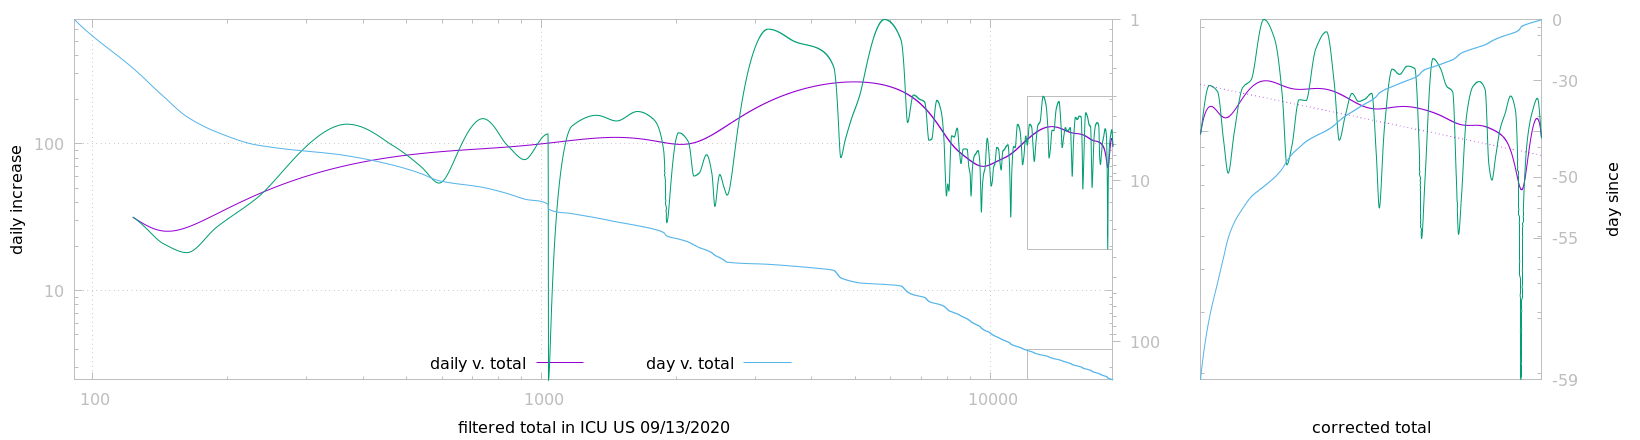 daily increase
100
10
daily v. total
day v. total
100
1000
10000
filtered total in ICU US 09/13/2020
1
10
100
0
-30
-50
-55
-59
day since
corrected total